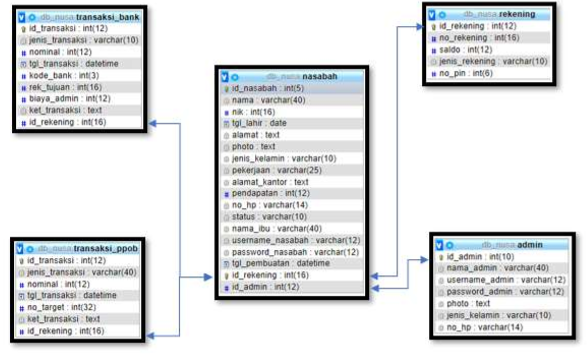 db_nusa transaksi_bank
id_transaksi : int(12)
jenis_transaksi : varchar(10)
nominal : int(12)
tgl_transaksi : datetime
kode_bank : int(3)
rek_tujuan : int(16)
biaya_admin : int(12)
ket_transaksi : text
id_rekening : int(16)
db_nusa rekening
id_rekening : int(12)
no_rekening : int(16)
saldo : int(12)
jenis_rekening : varchar(10)
no_pin : int(6)
db_nusa nasabah
id_nasabah : int(5)
nama : varchar(40)
nik : int(16)
tgl_lahir : date
alamat : text
photo : text
jenis_kelamin : varchar(10)
pekerjaan : varchar(25)
alamat_kantor : text
pendapatan : int(12)
no_hp : varchar(14)
status : varchar(10)
nama_ibu : varchar(40)
username_nasabah : varchar(12)
password_nasabah : varchar(12)
tgl_pembuatan : datetime
id_rekening : int(16)
id_admin : int(12)
db_nusa transaksi_ppob
id_transaksi : int(12)
jenis_transaksi : varchar(40)
nominal : int(12)
tgl_transaksi : datetime
no_target : int(32)
ket_transaksi : text
id_rekening : int(16)
db_nusa admin
id_admin : int(10)
nama_admin : varchar(40)
username_admin : varchar(12)
password_admin : varchar(12)
photo : text
jenis_kelamin : varchar(10)
no_hp : varchar(14)